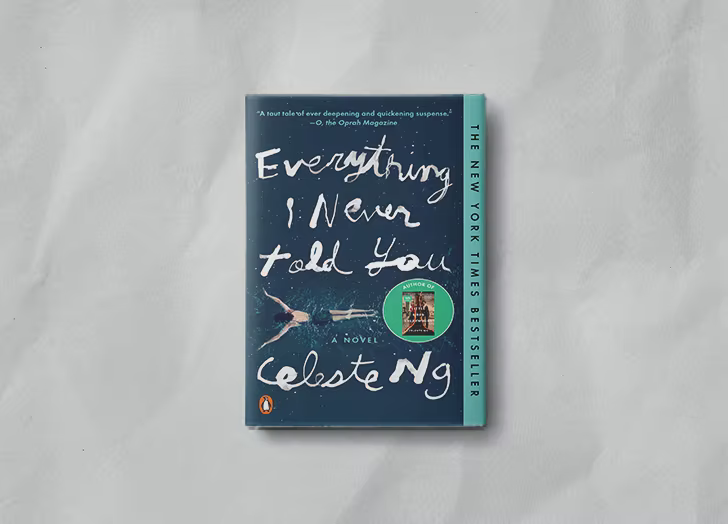 "A taut tale of ever deepening and quickening suspense."
—O, the Oprah Magazine
Everything
I Never
told You
AUTHOR OF
A NOVEL
Celeste Ng
THE NEW YORK TIMES BESTSELLER